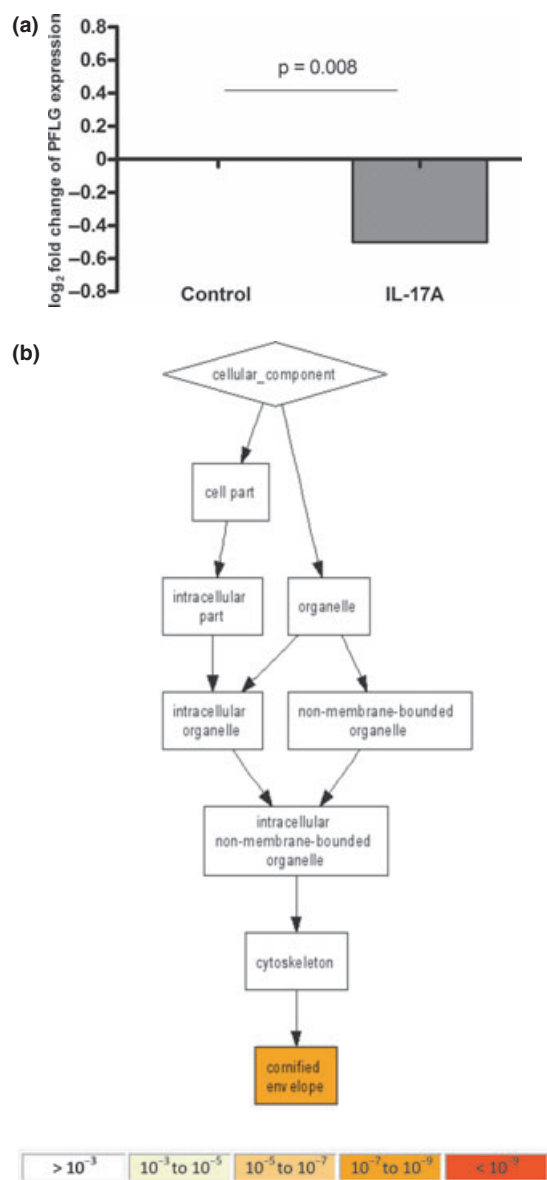 (a)
log₂ fold change of PFLG expression
0.8
0.6
0.4
0.2
0
–0.2
–0.4
–0.6
–0.8
p = 0.008
Control
IL-17A
(b)
cellular_component
cell part
intracellular
part
organelle
intracellular
organelle
non-membrane-bounded
organelle
intracellular
non-membrane-bounded
organelle
cytoskeleton
cornified
envelope
> 10⁻³
10⁻³ to 10⁻⁵
10⁻⁵ to 10⁻⁷
10⁻⁷ to 10⁻⁹
< 10⁻⁹